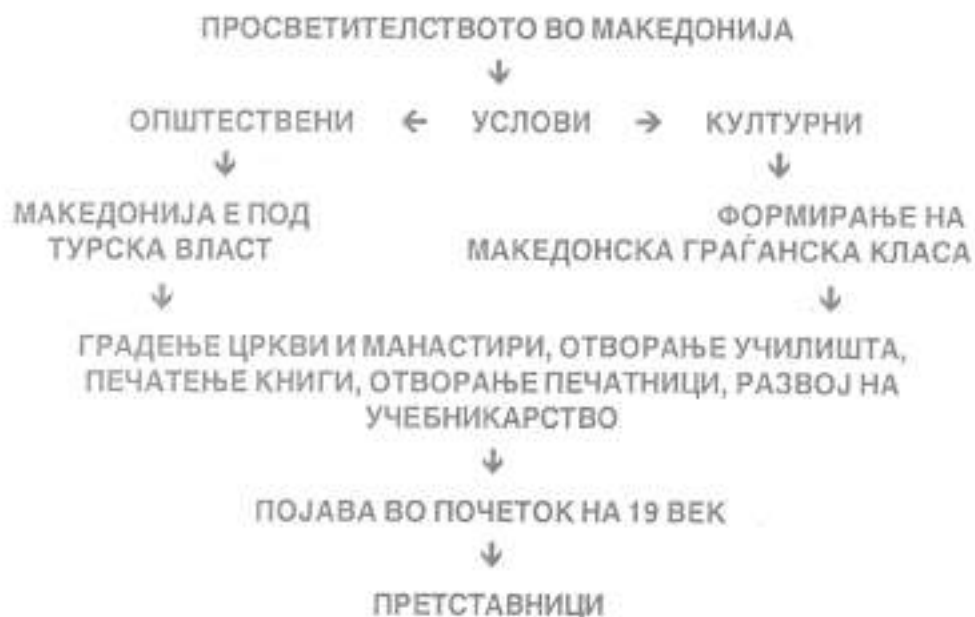 ПРОСВЕТИТЕЛСТВОТО ВО МАКЕДОНИЈА
ОПШТЕСТВЕНИ ← УСЛОВИ → КУЛТУРНИ
МАКЕДОНИЈА Е ПОД
ТУРСКА ВЛАСТ
ФОРМИРАЊЕ НА
МАКЕДОНСКА ГРАЃАНСКА КЛАСА
ГРАДЕЊЕ ЦРКВИ И МАНАСТИРИ, ОТВОРАЊЕ УЧИЛИШТА,
ПЕЧАТЕЊЕ КНИГИ, ОТВОРАЊЕ ПЕЧАТНИЦИ, РАЗВОЈ НА
УЧЕБНИКАРСТВО
ПОЈАВА ВО ПОЧЕТОК НА 19 ВЕК
ПРЕТСТАВНИЦИ